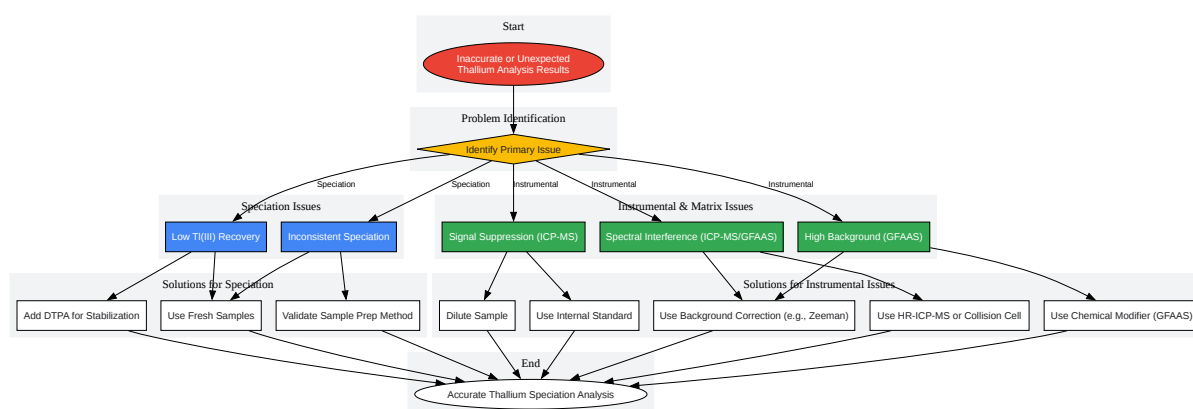 Start
Inaccurate or Unexpected
Thallium Analysis Results
Problem Identification
Identify Primary Issue
Speciation
Speciation
Instrumental
Instrumental
Instrumental
Speciation Issues
Instrumental & Matrix Issues
Low Tl(III) Recovery
Inconsistent Speciation
Signal Suppression (ICP-MS)
Spectral Interference (ICP-MS/GFAAS)
High Background (GFAAS)
Solutions for Speciation
Solutions for Instrumental Issues
Add DTPA for Stabilization
Use Fresh Samples
Validate Sample Prep Method
Dilute Sample
Use Internal Standard
Use Background Correction (e.g., Zeeman)
Use HR-ICP-MS or Collision Cell
Use Chemical Modifier (GFAAS)
End
Accurate Thallium Speciation Analysis